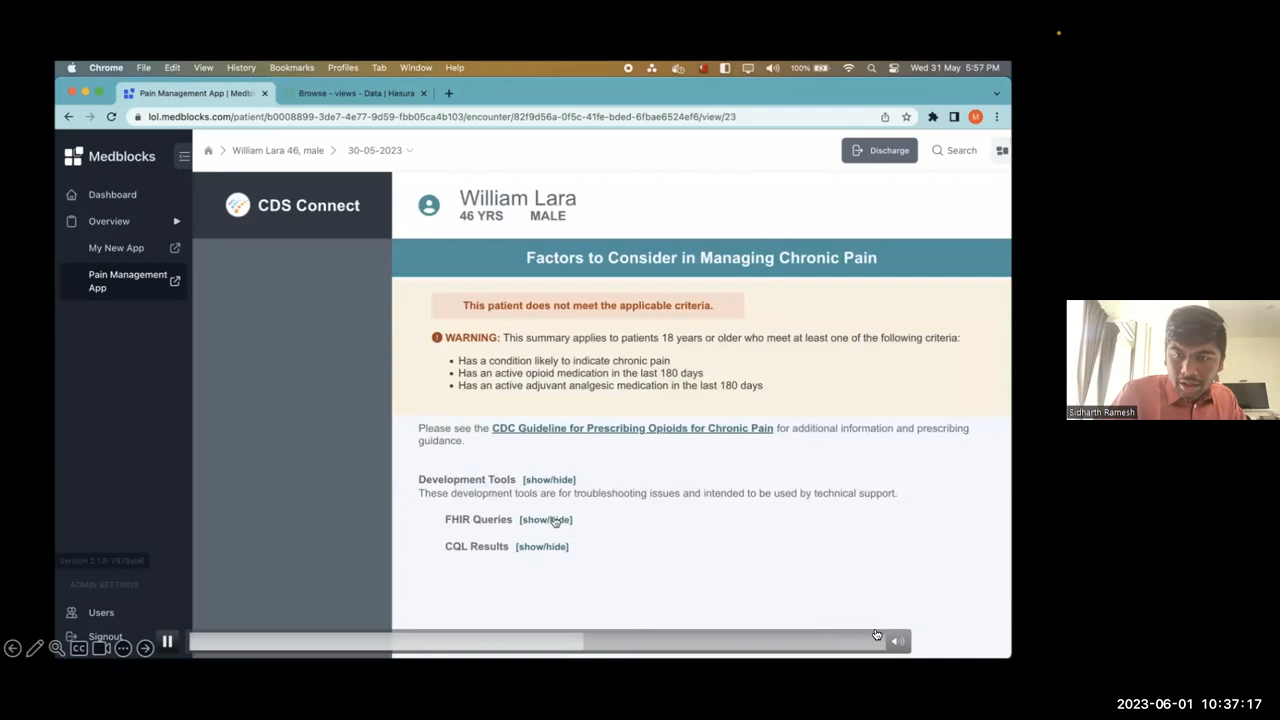 Chrome File Edit View History Bookmarks Profiles Tab Window Help 100% Wed 31 May 5:57 PM
Pain Management App | Medbl Browse - views - Data | Hasura
lol.medblocks.com/patient/b0008899-3de7-4e77-9d59-fbb05ca4b103/encounter/82f9d56a-0f5c-41fe-bded-6fbae6524ef6/view/23 M
Medblocks
William Lara 46, male 30-05-2023 Discharge Search
Dashboard
Overview
My New App
Pain Management
App
Version 2.1.8-7979ab6
ADMIN SETTINGS
Users
Signout
CDS Connect
William Lara
46 YRS MALE
Factors to Consider in Managing Chronic Pain
This patient does not meet the applicable criteria.
WARNING: This summary applies to patients 18 years or older who meet at least one of the following criteria:
• Has a condition likely to indicate chronic pain
• Has an active opioid medication in the last 180 days
• Has an active adjuvant analgesic medication in the last 180 days
Please see the CDC Guideline for Prescribing Opioids for Chronic Pain for additional information and prescribing
guidance.
Development Tools [show/hide]
These development tools are for troubleshooting issues and intended to be used by technical support.
FHIR Queries [show/hide]
CQL Results [show/hide]
CC
Sidharth Ramesh
2023-06-01 10:37:17